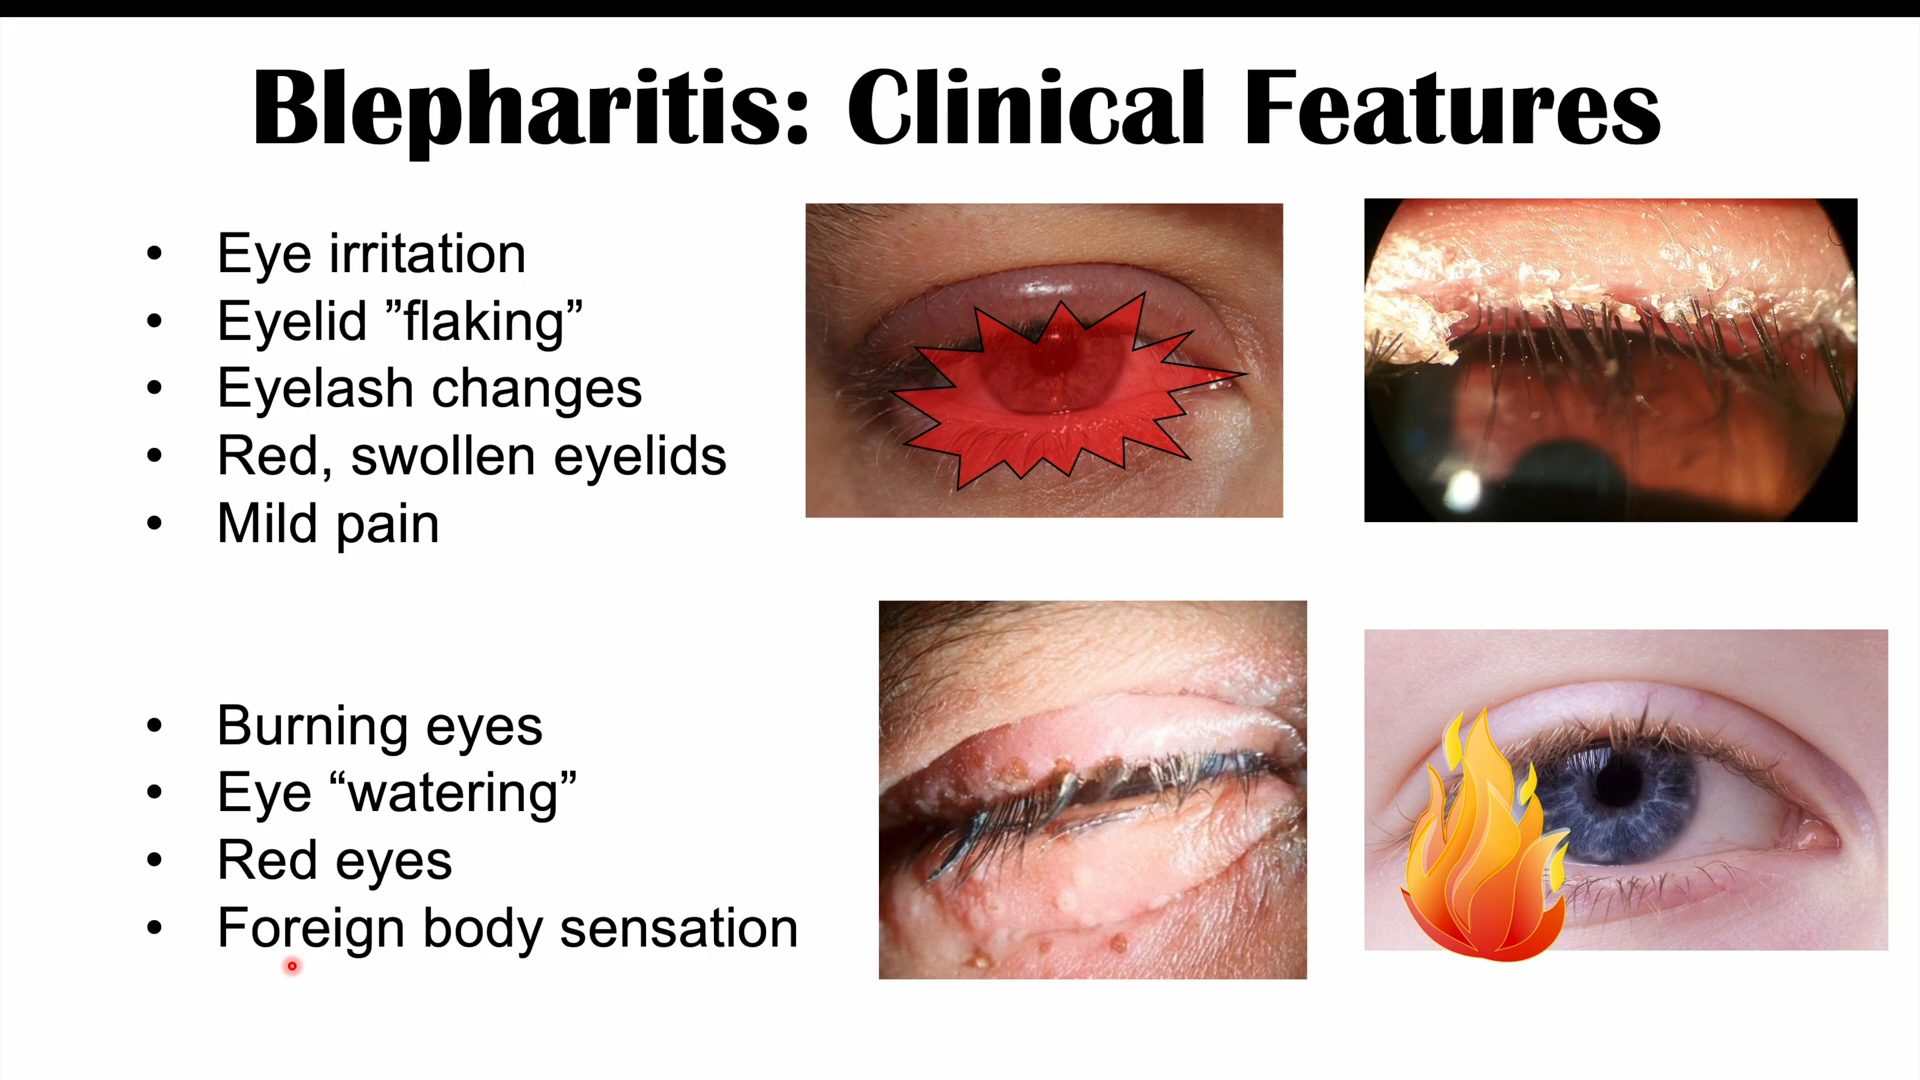 Blepharitis: Clinical Features
• Eye irritation
• Eyelid ”flaking”
• Eyelash changes
• Red, swollen eyelids
• Mild pain
• Burning eyes
• Eye “watering”
• Red eyes
• Foreign body sensation